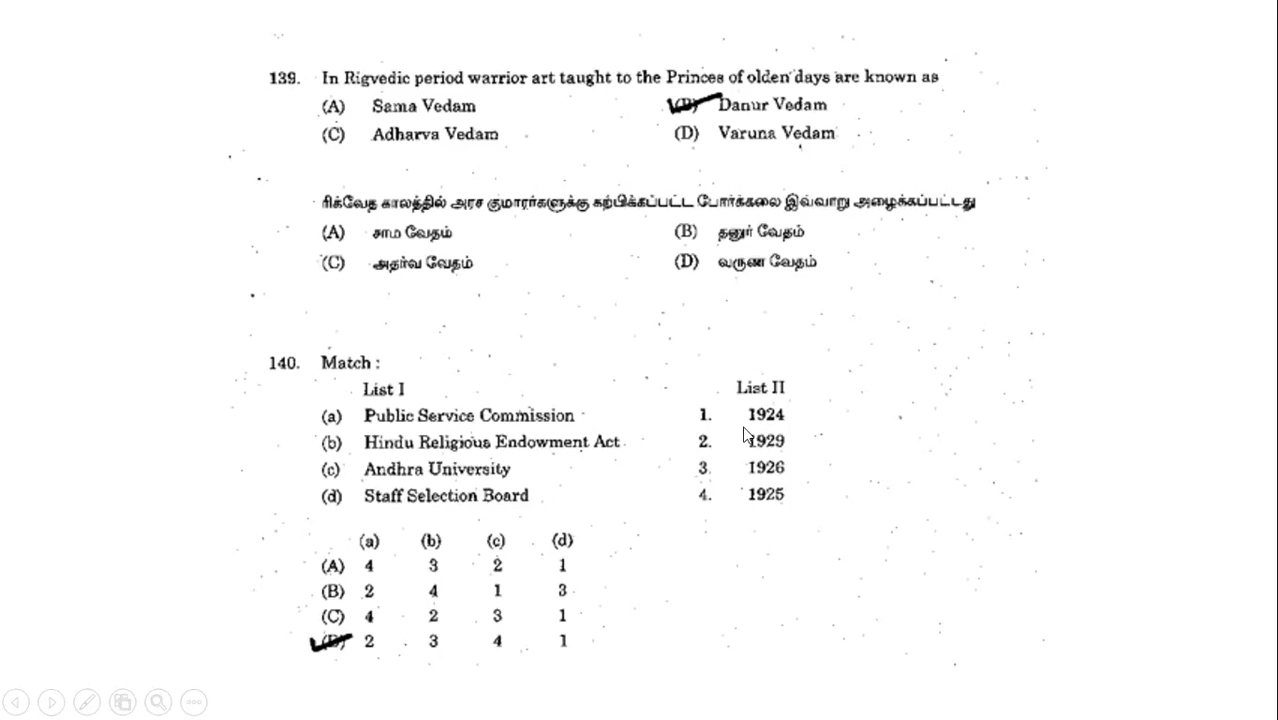 139. In Rigvedic period warrior art taught to the Princes of olden days are known as
(A) Sama Vedam (B) Danur Vedam
(C) Adharva Vedam (D) Varuna Vedam
ரிக்வேத காலத்தில் அரச குமாரர்களுக்கு கற்பிக்கப்பட்ட போர்க்கலை இவ்வாறு அழைக்கப்பட்டது
(A) சாம வேதம் (B) தனுர் வேதம்
(C) அதர்வ வேதம் (D) வருண வேதம்
140. Match :
List I List II
(a) Public Service Commission 1. 1924
(b) Hindu Religious Endowment Act 2. 1929
(c) Andhra University 3. 1926
(d) Staff Selection Board 4. 1925
(a) (b) (c) (d)
(A) 4 3 2 1
(B) 2 4 1 3
(C) 4 2 3 1
(D) 2 3 4 1